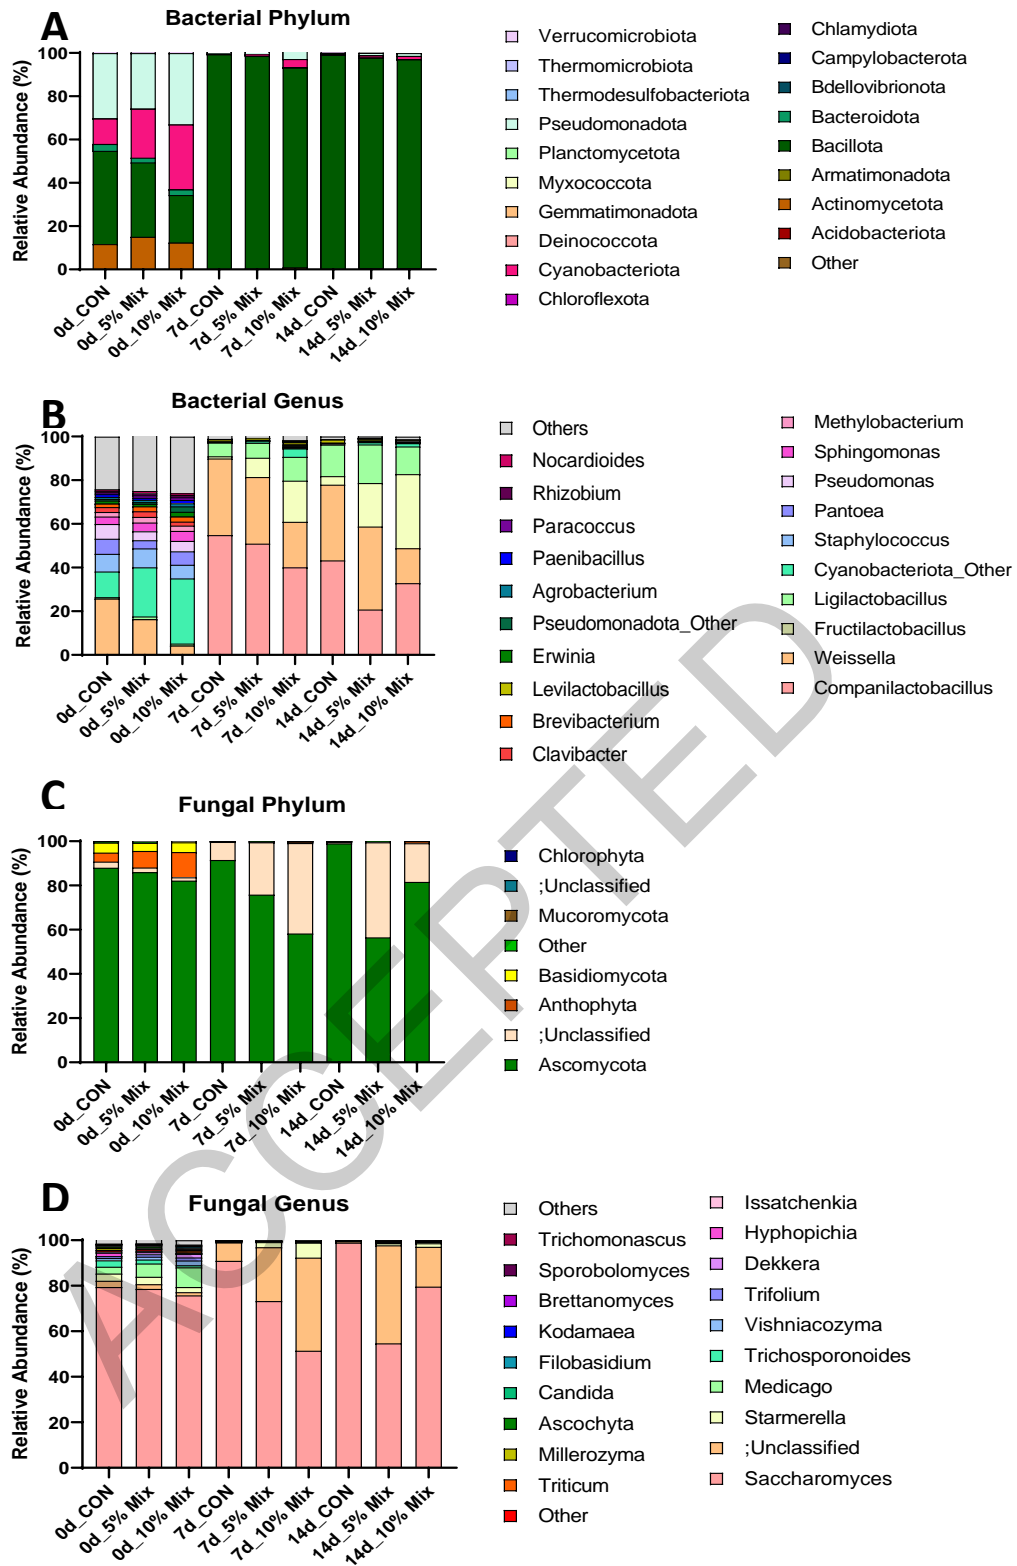 A
Bacterial Phylum
Relative Abundance (%)
100
80
60
40
20
0
0d_CON
0d_5% Mix
0d_10% Mix
7d_CON
7d_5% Mix
7d_10% Mix
14d_CON
14d_5% Mix
14d_10% Mix
Verrucomicrobiota
Thermomicrobiota
Thermodesulfobacteriota
Pseudomonadota
Planctomycetota
Myxococcota
Gemmatimonadota
Deinococcota
Cyanobacteriota
Chloroflexota
Chlamydiota
Campylobacterota
Bdellovibrionota
Bacteroidota
Bacillota
Armatimonadota
Actinomycetota
Acidobacteriota
Other
B
Bacterial Genus
Relative Abundance (%)
100
80
60
40
20
0
0d_CON
0d_5% Mix
0d_10% Mix
7d_CON
7d_5% Mix
7d_10% Mix
14d_CON
14d_5% Mix
14d_10% Mix
Others
Nocardioides
Rhizobium
Paracoccus
Paenibacillus
Agrobacterium
Pseudomonadota_Other
Erwinia
Levilactobacillus
Brevibacterium
Clavibacter
Methylobacterium
Sphingomonas
Pseudomonas
Pantoea
Staphylococcus
Cyanobacteriota_Other
Ligilactobacillus
Fructilactobacillus
Weissella
Companilactobacillus
C
Fungal Phylum
Relative Abundance (%)
100
80
60
40
20
0
0d_CON
0d_5% Mix
0d_10% Mix
7d_CON
7d_5% Mix
7d_10% Mix
14d_CON
14d_5% Mix
14d_10% Mix
Chlorophyta
;Unclassified
Mucoromycota
Other
Basidiomycota
Anthophyta
;Unclassified
Ascomycota
D
Fungal Genus
Relative Abundance (%)
100
80
60
40
20
0
0d_CON
0d_5% Mix
0d_10% Mix
7d_CON
7d_5% Mix
7d_10% Mix
14d_CON
14d_5% Mix
14d_10% Mix
Others
Trichomonascus
Sporobolomyces
Brettanomyces
Kodamaea
Filobasidium
Candida
Ascochyta
Millerozyma
Triticum
Other
Issatchenkia
Hyphopichia
Dekkera
Trifolium
Vishniacozyma
Trichosporonoides
Medicago
Starmerella
;Unclassified
Saccharomyces
ACCEPTED